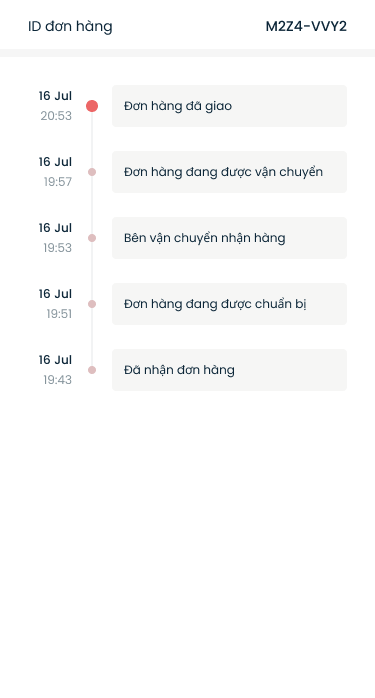 ID đơn hàng M2Z4-VVY2
16 Jul
20:53
Đơn hàng đã giao
16 Jul
19:57
Đơn hàng đang được vận chuyển
16 Jul
19:53
Bên vận chuyển nhận hàng
16 Jul
19:51
Đơn hàng đang được chuẩn bị
16 Jul
19:43
Đã nhận đơn hàng